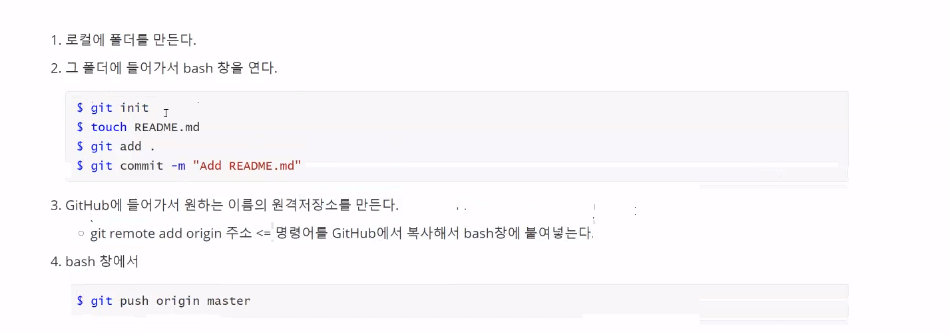 1. 로컬에 폴더를 만든다.
2. 그 폴더에 들어가서 bash 창을 연다.
$ git init
$ touch README.md
$ git add .
$ git commit -m "Add README.md"
3. GitHub에 들어가서 원하는 이름의 원격저장소를 만든다.
○ git remote add origin 주소 <= 명령어를 GitHub에서 복사해서 bash창에 붙여넣는다.
4. bash 창에서
$ git push origin master